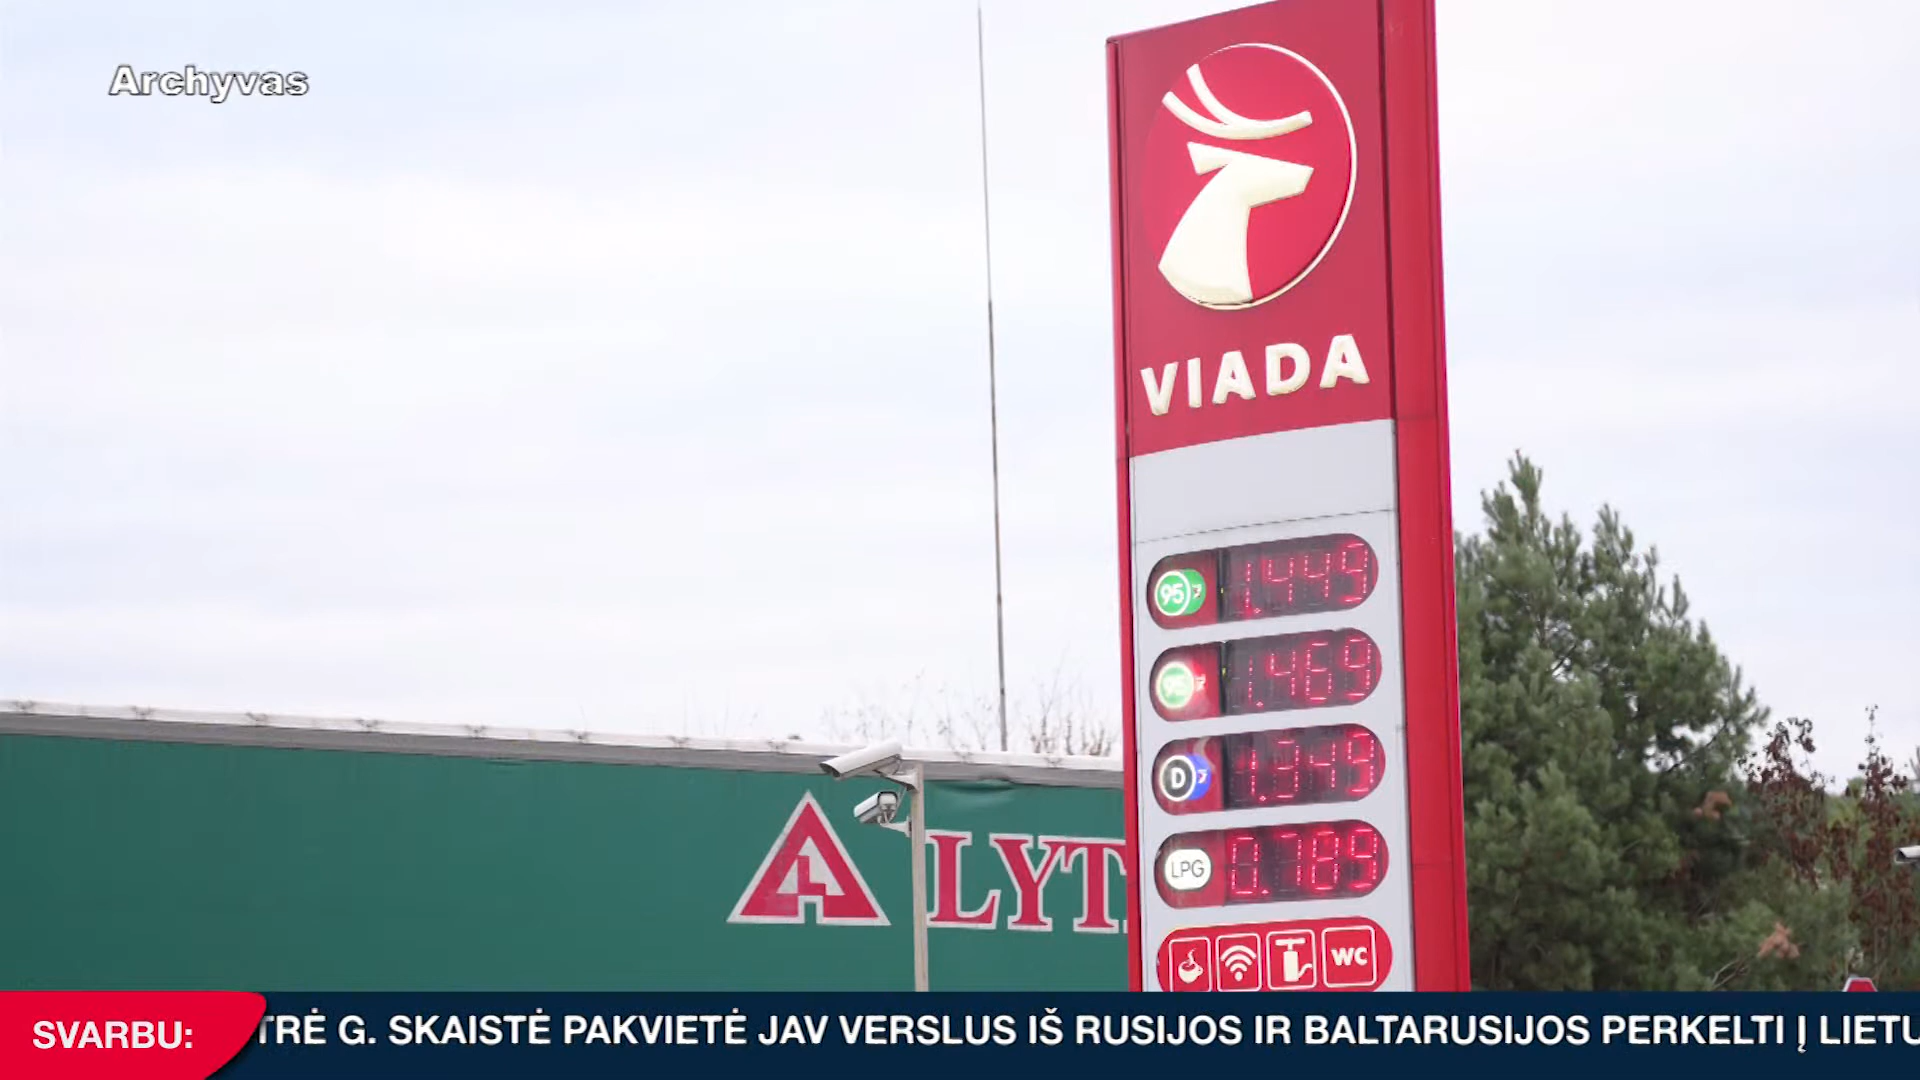 Archyvas
VIADA
95 1.449
95 1.469
D 1.349
LPG 0.789
WC
ALYT
SVARBU: TRĖ G. SKAISTĖ PAKVIETĖ JAV VERSLUS IŠ RUSIJOS IR BALTARUSIJOS PERKELTI Į LIETU